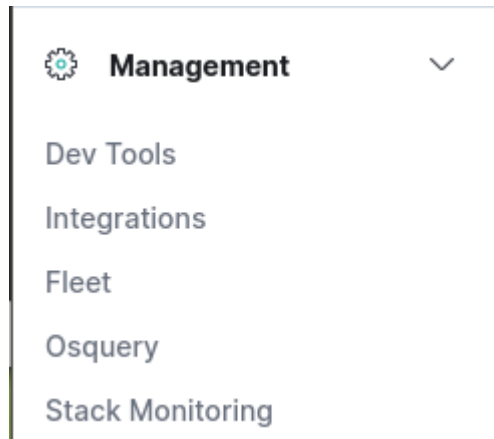 Management
Dev Tools
Integrations
Fleet
Osquery
Stack Monitoring